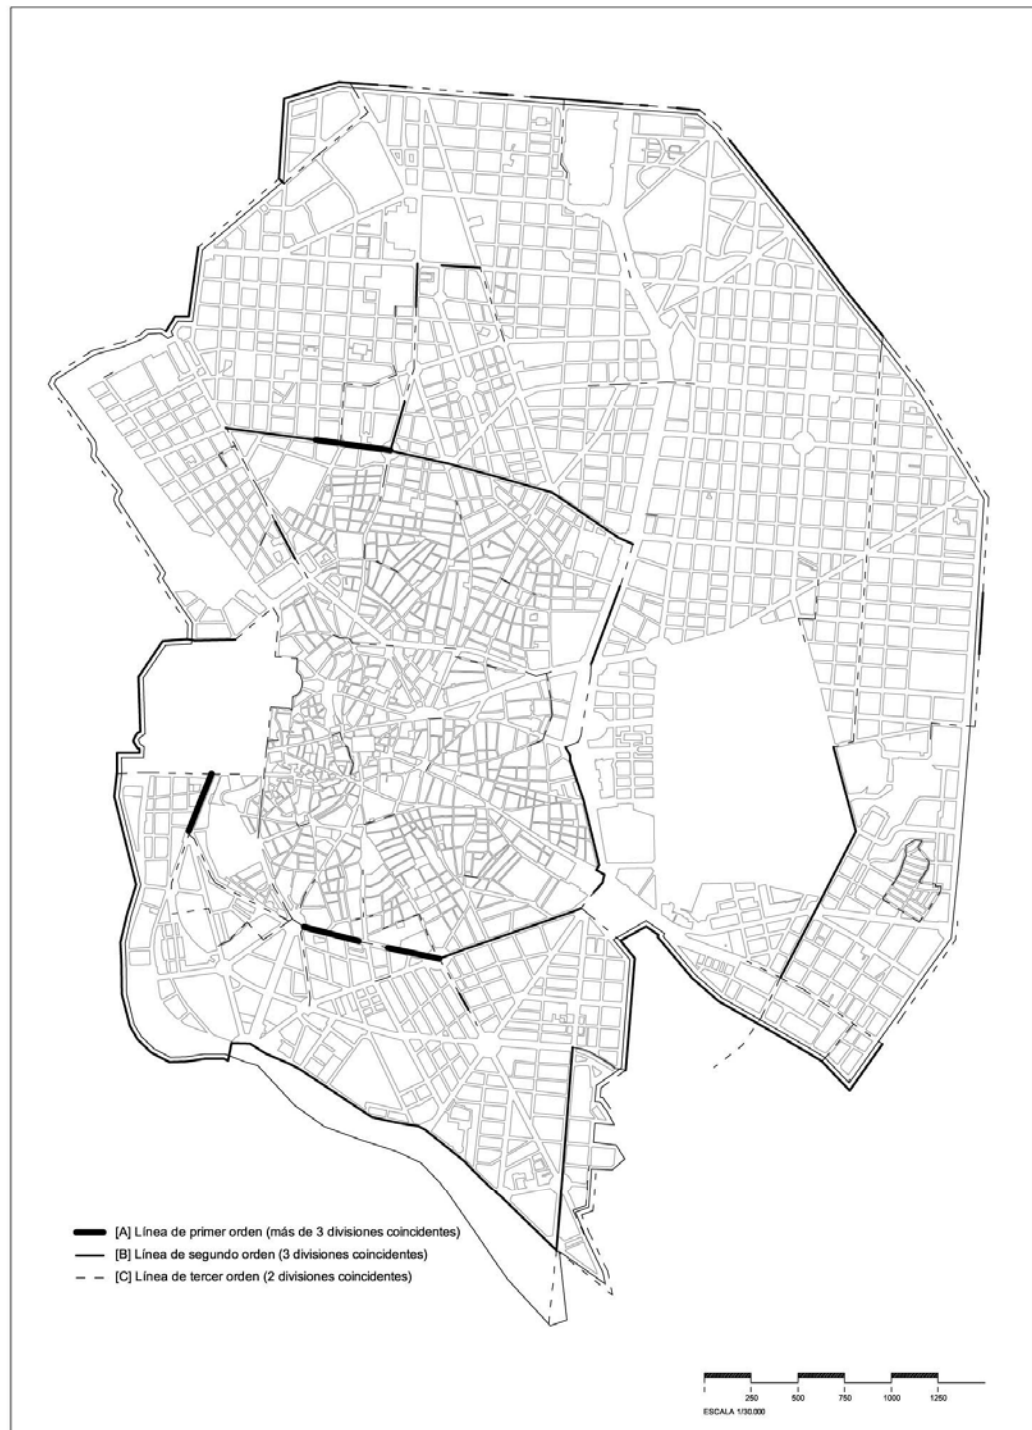 [A] Línea de primer orden (más de 3 divisiones coincidentes)
[B] Línea de segundo orden (3 divisiones coincidentes)
[C] Línea de tercer orden (2 divisiones coincidentes)
250 500 750 1000 1250
ESCALA 1/30.000